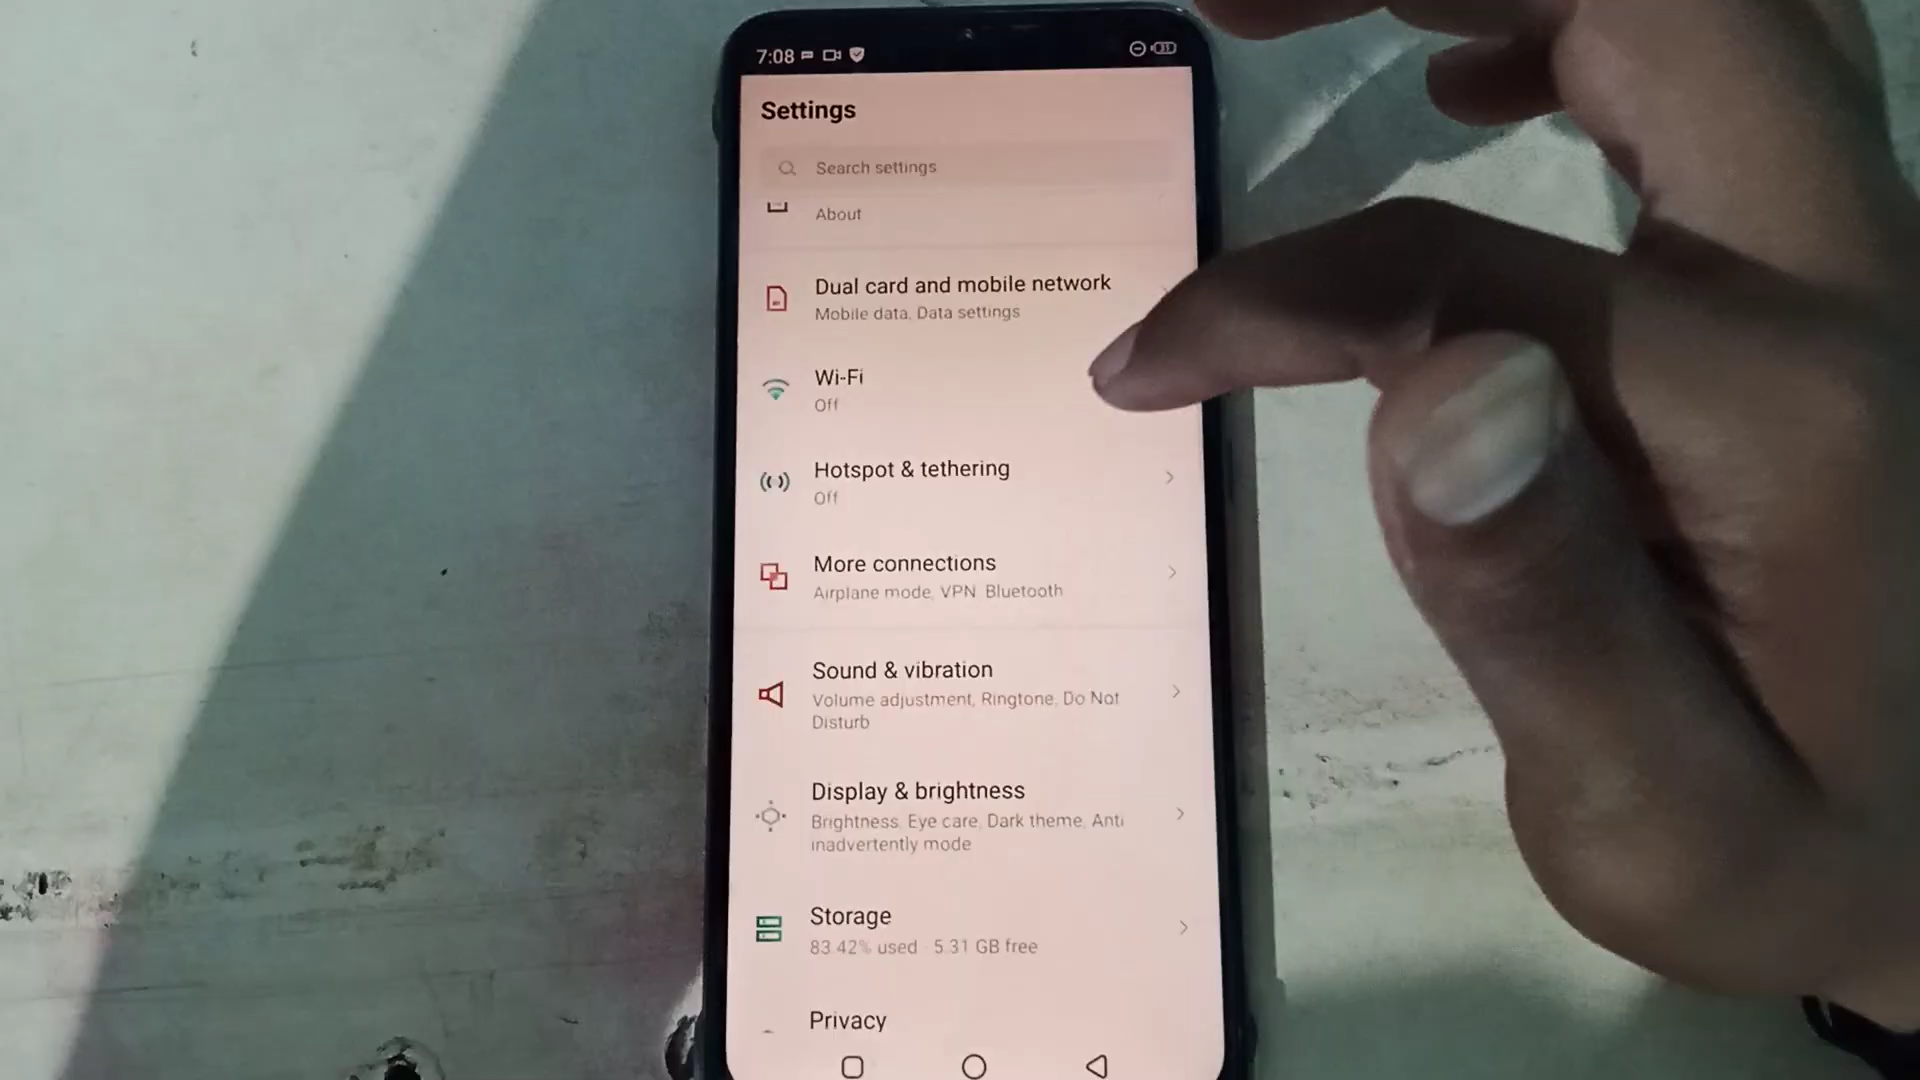 7:08
31
Settings
Search settings
About
Dual card and mobile network
Mobile data, Data settings
Wi-Fi
Off
Hotspot & tethering
Off
More connections
Airplane mode, VPN, Bluetooth
Sound & vibration
Volume adjustment, Ringtone, Do Not
Disturb
Display & brightness
Brightness, Eye care, Dark theme, Anti
inadvertently mode
Storage
83.42% used - 5.31 GB free
Privacy